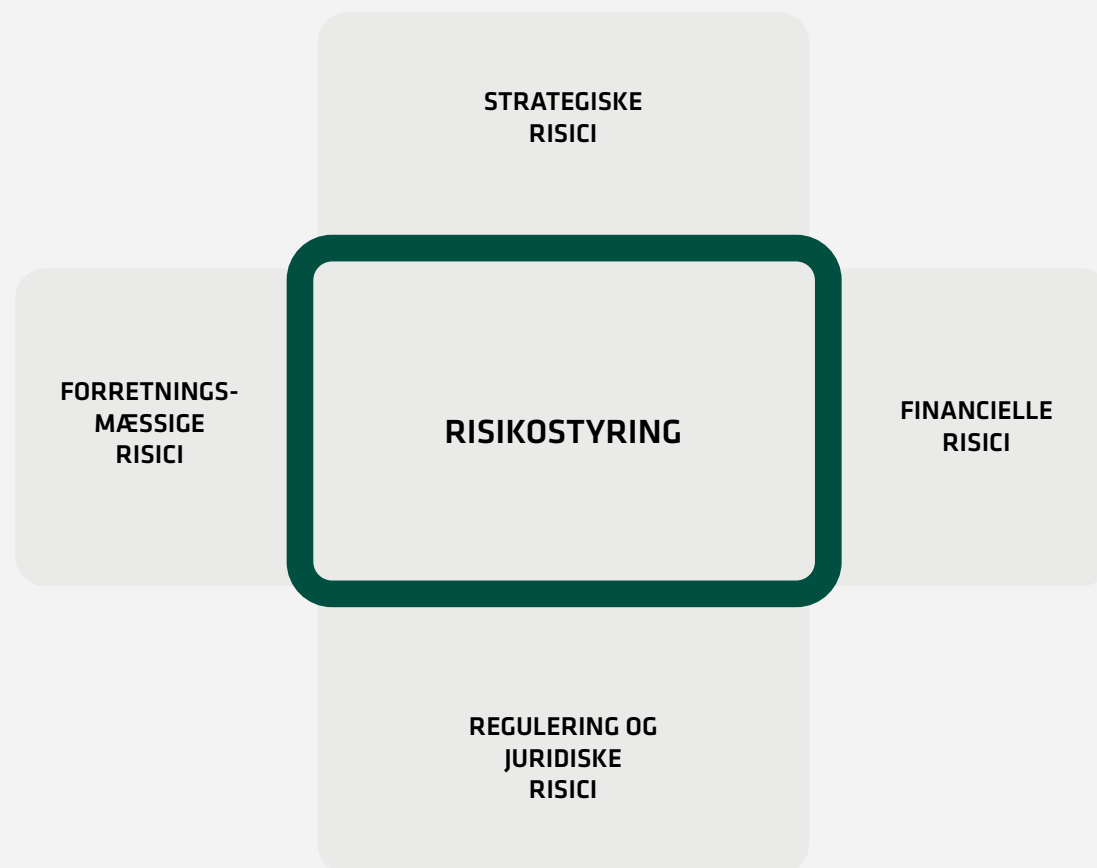 STRATEGISKE
RISICI
FORRETNINGS-
MÆSSIGE
RISICI
RISIKOSTYRING
FINANCIELLE
RISICI
REGULERING OG
JURIDISKE
RISICI